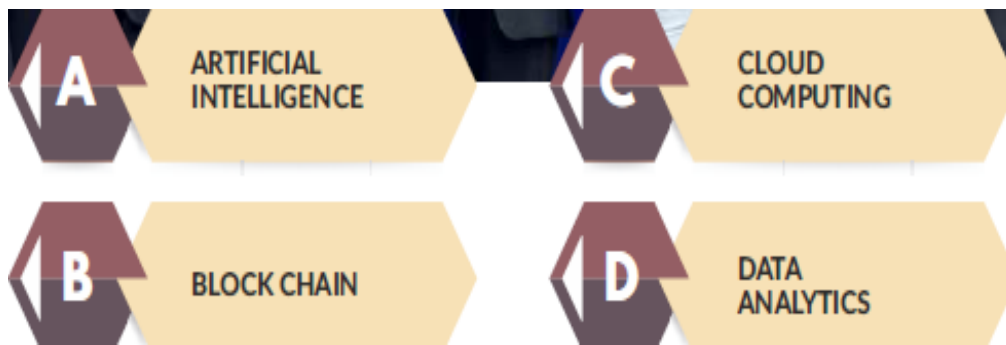 A
ARTIFICIAL
INTELLIGENCE
B
BLOCK CHAIN
C
CLOUD
COMPUTING
D
DATA
ANALYTICS